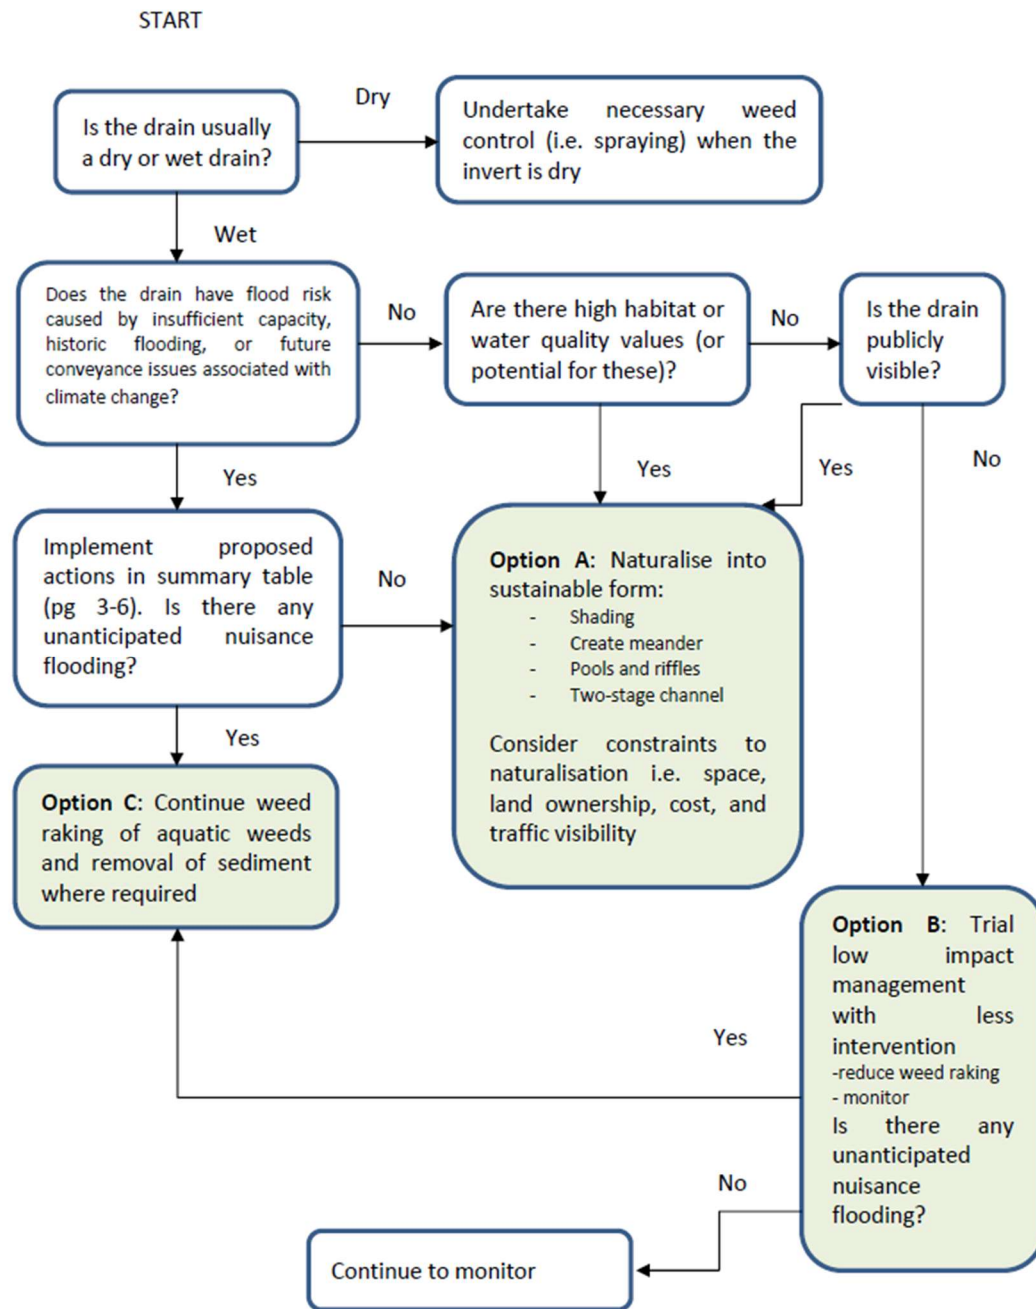 START
Dry
Is the drain usually
a dry or wet drain?
Undertake necessary weed
control (i.e. spraying) when the
invert is dry
Wet
Does the drain have flood risk
caused by insufficient capacity,
historic flooding, or future
conveyance issues associated with
climate change?
No
Are there high habitat or
water quality values (or
potential for these)?
No
Is the drain
publicly
visible?
Yes
Yes
Yes
No
Implement proposed
actions in summary table
(pg 3-6). Is there any
unanticipated nuisance
flooding?
No
Option A: Naturalise into
sustainable form:
- Shading
- Create meander
- Pools and riffles
- Two-stage channel
Consider constraints to
naturalisation i.e. space,
land ownership, cost, and
traffic visibility
Yes
Option C: Continue weed
raking of aquatic weeds
and removal of sediment
where required
Option B: Trial
low impact
management
with less
intervention
-reduce weed raking
- monitor
Is there any
unanticipated
nuisance
flooding?
Yes
No
Continue to monitor